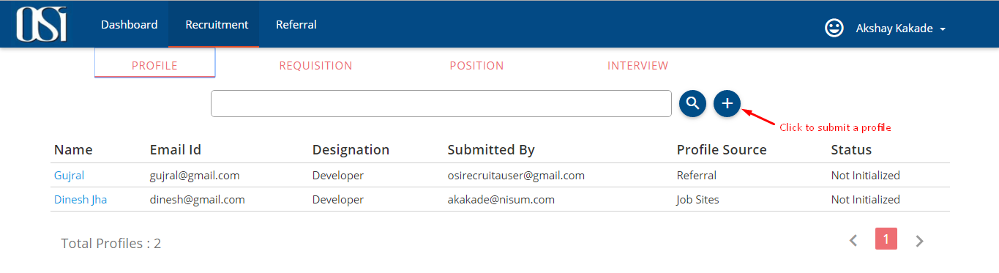 OSi Dashboard Recruitment Referral Akshay Kakade
PROFILE REQUISITION POSITION INTERVIEW
Click to submit a profile
Name Email Id Designation Submitted By Profile Source Status
Gujral gujral@gmail.com Developer osirecruitauser@gmail.com Referral Not Initialized
Dinesh Jha dinesh@gmail.com Developer akakade@nisum.com Job Sites Not Initialized
Total Profiles : 2 1